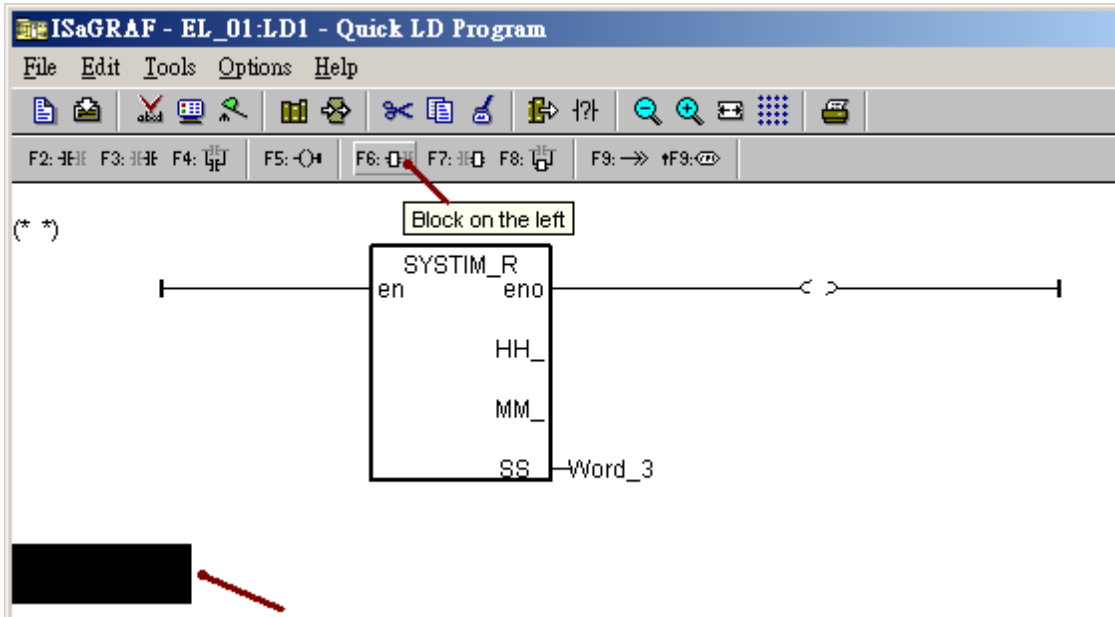 ISaGRAF - EL_01:LD1 - Quick LD Program
File Edit Tools Options Help
F2: F3: F4: F5: F6: F7: F8: F9: F9:
Block on the left
(* *)
SYSTIM_R
en eno
HH_
MM_
SS_ Word_3